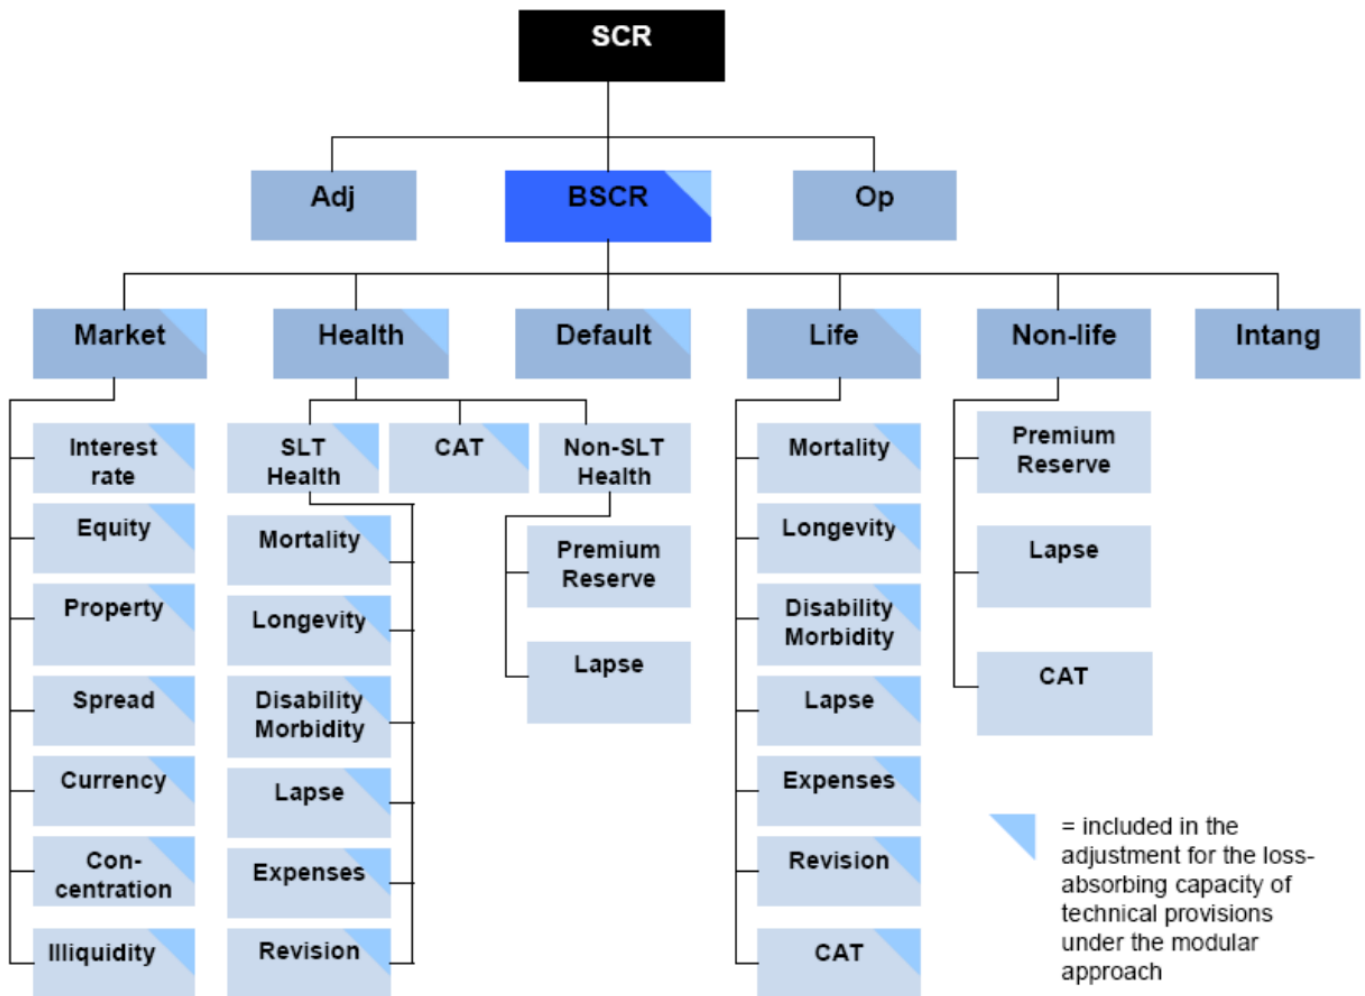 SCR
Adj
BSCR
Op
Market
Health
Default
Life
Non-life
Intang
Interest
rate
Equity
Property
Spread
Currency
Con-
centration
Illiquidity
SLT
Health
CAT
Non-SLT
Health
Mortality
Longevity
Disability
Morbidity
Lapse
Expenses
Revision
Premium
Reserve
Lapse
Mortality
Longevity
Disability
Morbidity
Lapse
Expenses
Revision
CAT
Premium
Reserve
Lapse
CAT
= included in the
adjustment for the loss-
absorbing capacity of
technical provisions
under the modular
approach